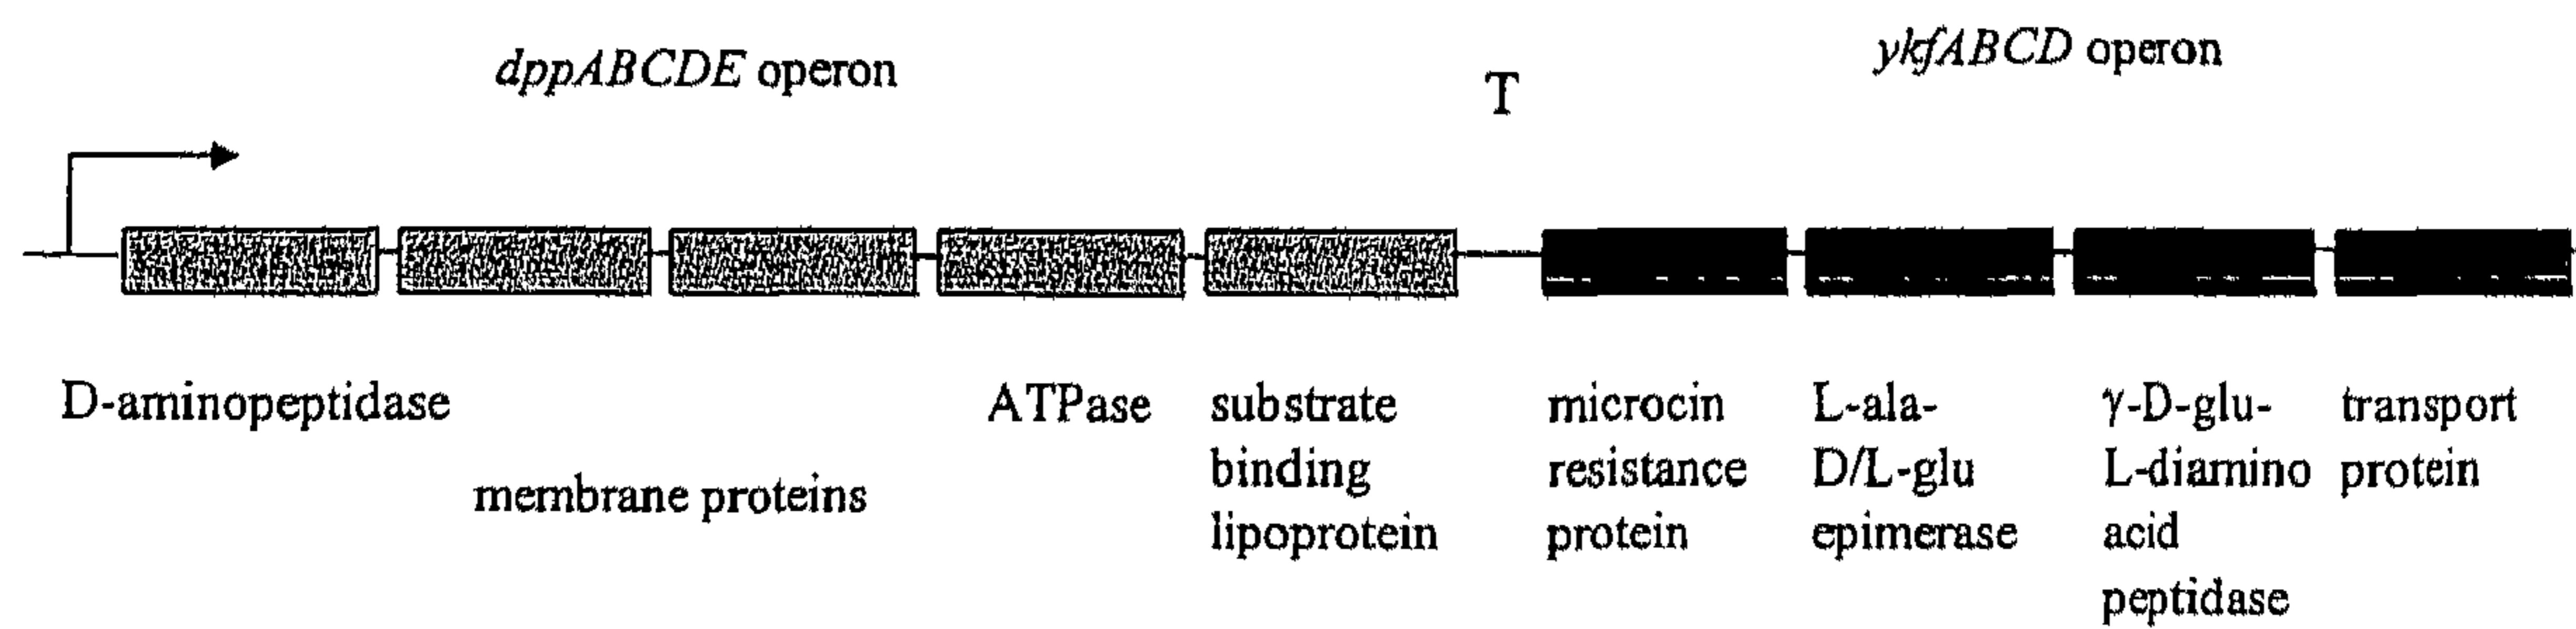 dppABCDE operon
T
ykfABCD operon
D-aminopeptidase
membrane proteins
ATPase
substrate
binding
lipoprotein
microcin
resistance
protein
L-ala-
D/L-glu
epimerase
γ-D-glu-
L-diamino
acid
peptidase
transport
protein